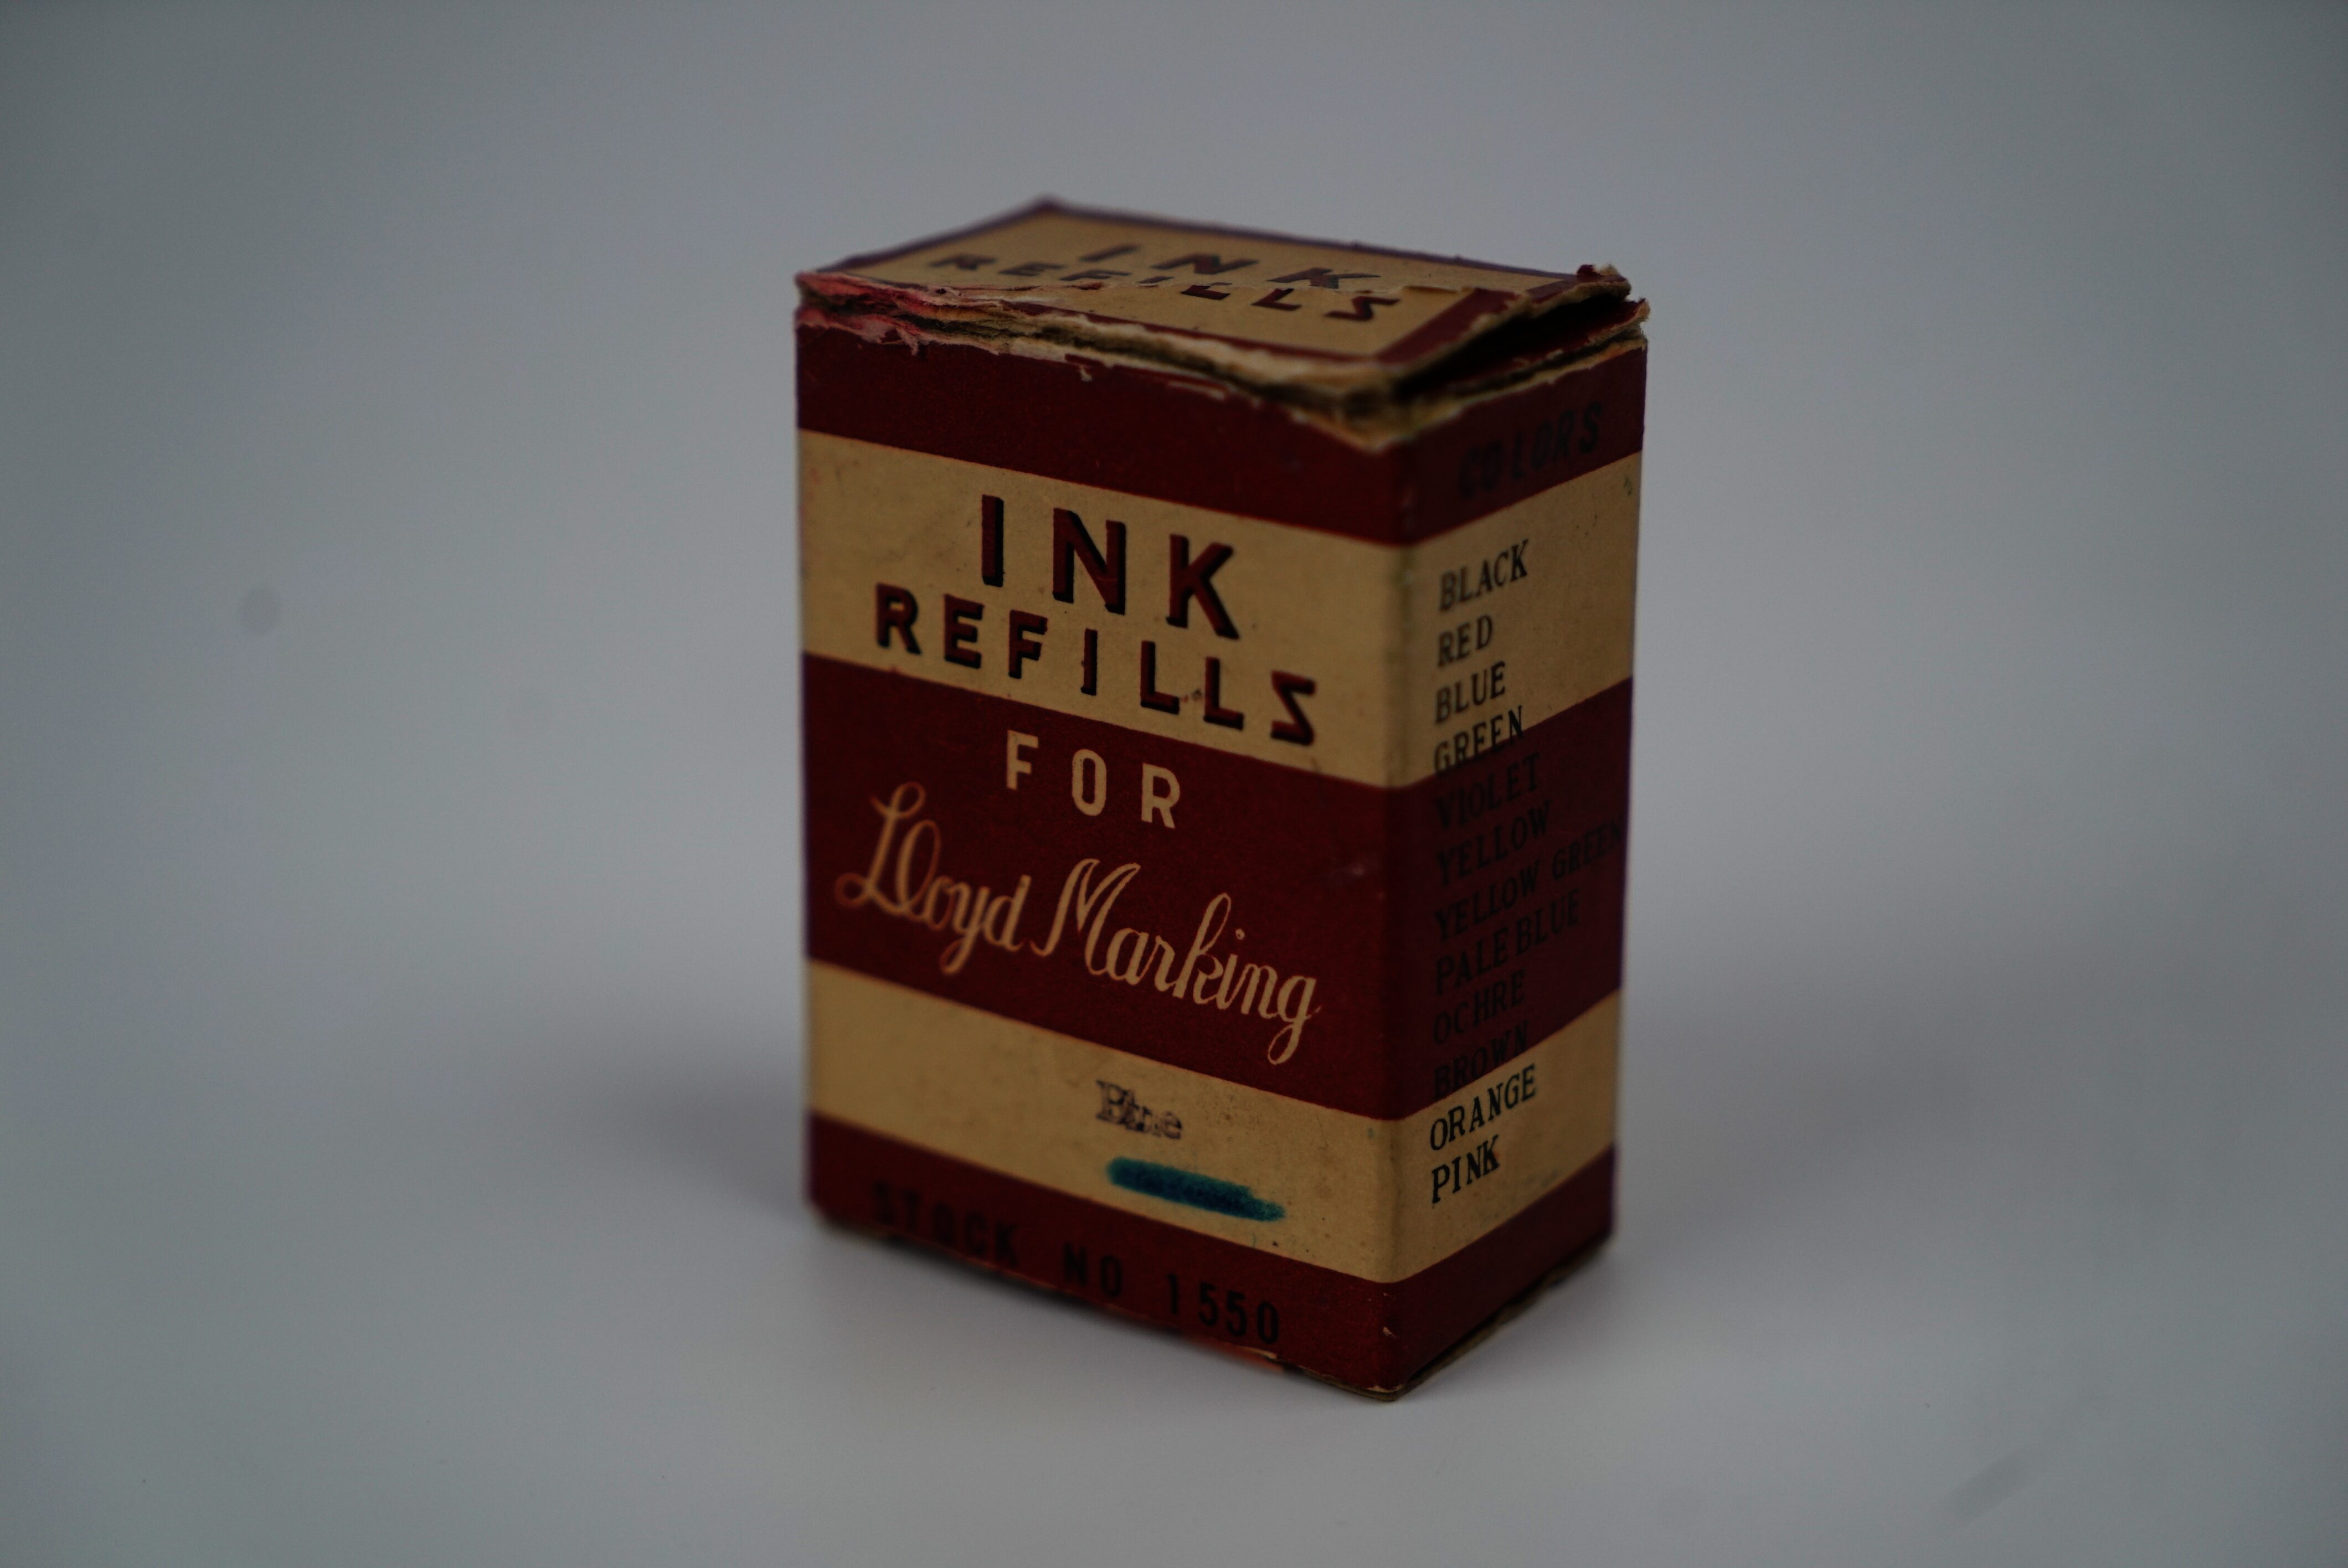 INK
REFILLS
INK
REFILLS
FOR
Lloyd Marking
Blue
STOCK NO 1550
COLORS
BLACK
RED
BLUE
GREEN
VIOLET
YELLOW
YELLOW GREEN
PALE BLUE
OCHRE
BROWN
ORANGE
PINK